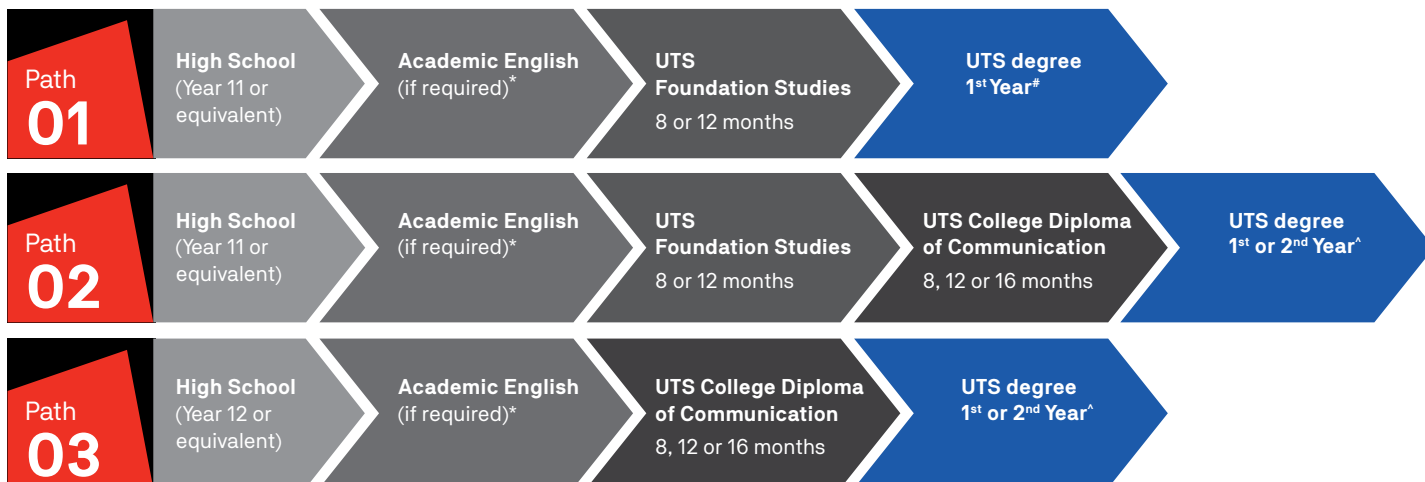 Path
01
High School
(Year 11 or
equivalent)
Academic English
(if required)*
UTS
Foundation Studies
8 or 12 months
UTS degree
1st Year#
Path
02
High School
(Year 11 or
equivalent)
Academic English
(if required)*
UTS
Foundation Studies
8 or 12 months
UTS College Diploma
of Communication
8, 12 or 16 months
UTS degree
1st or 2nd Year^
Path
03
High School
(Year 12 or
equivalent)
Academic English
(if required)*
UTS College Diploma
of Communication
8, 12 or 16 months
UTS degree
1st or 2nd Year^